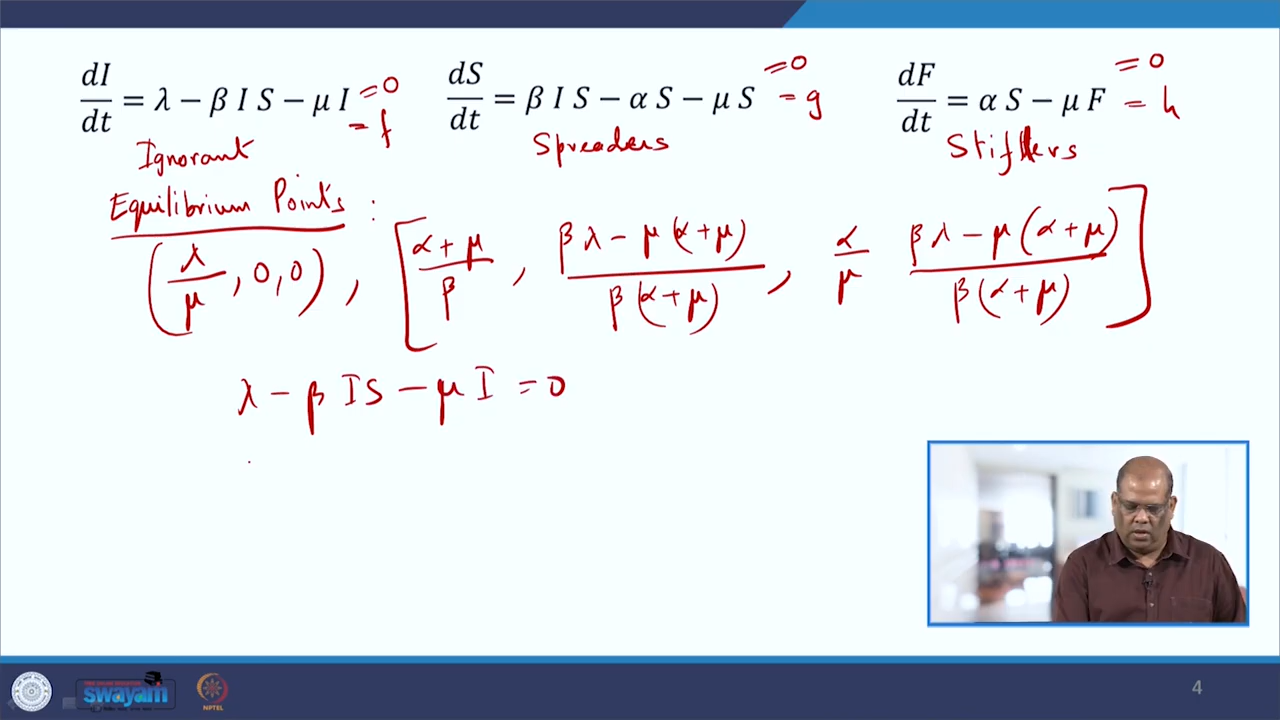 dI/dt = λ − β I S − μ I =0 = f
dS/dt = β I S − α S − μ S =0 = g
dF/dt = α S − μ F =0 = h
Ignorant Spreaders Stiflers
Equilibrium Points :
(λ/μ, 0, 0), [(α+μ)/β, (βλ − μ(α+μ))/(β(α+μ)), α/μ (βλ − μ(α+μ))/(β(α+μ))]
λ − β I S − μ I = 0
swayam
NPTEL
4